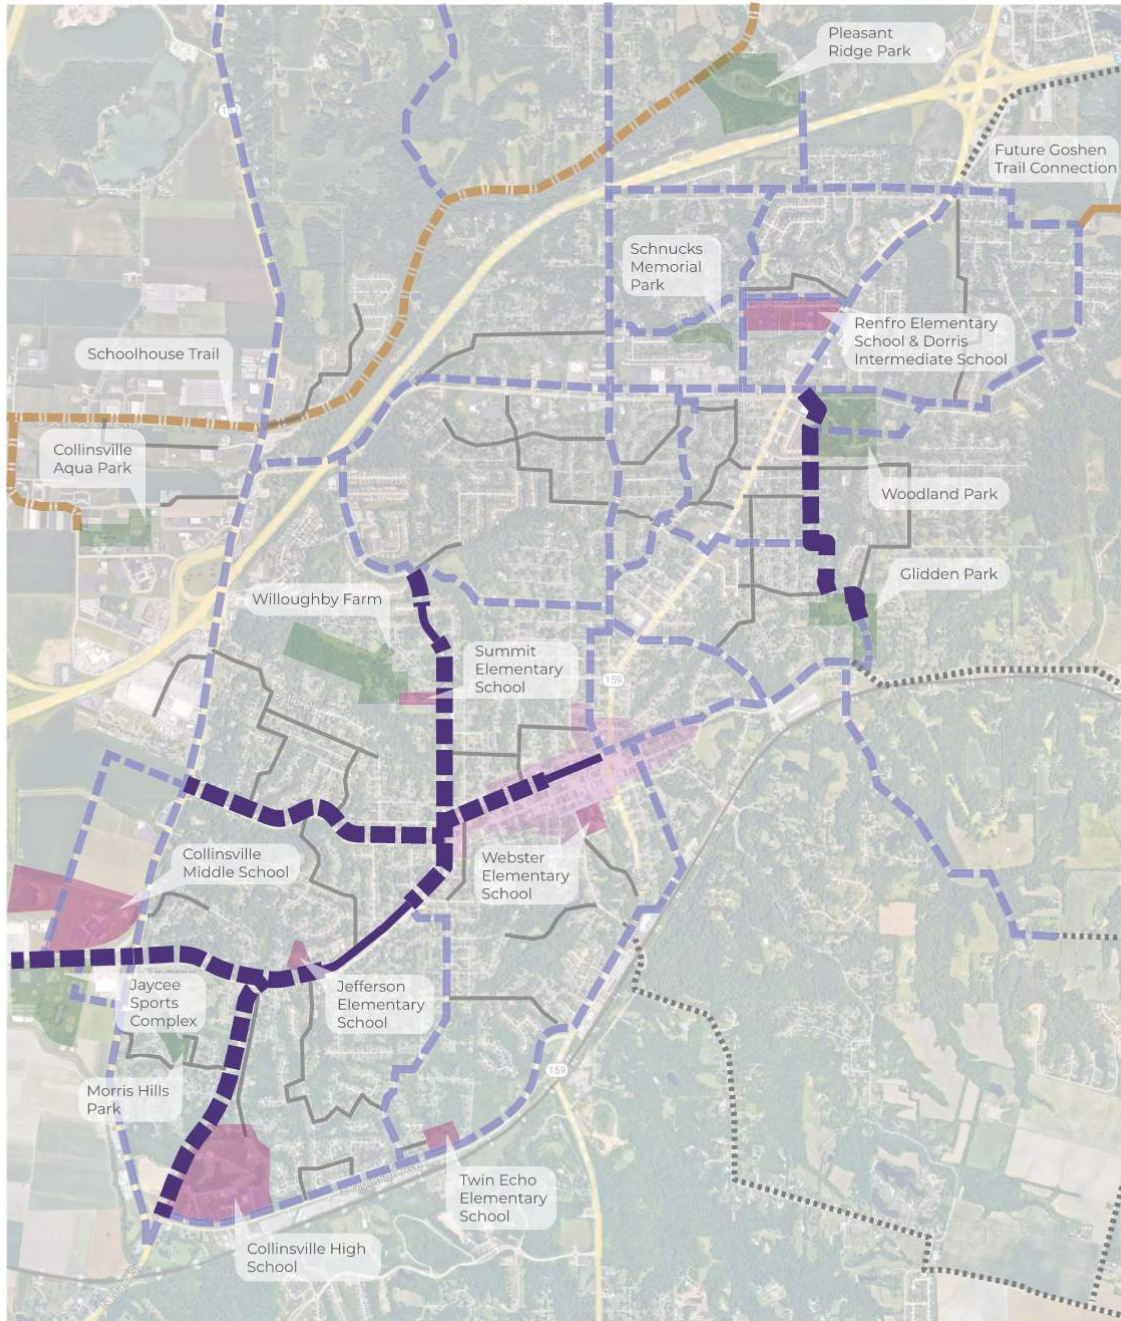 Pleasant
Ridge Park
Future Goshen
Trail Connection
Schnucks
Memorial
Park
Renfro Elementary
School & Dorris
Intermediate School
Schoolhouse Trail
Collinsville
Aqua Park
Woodland Park
Glidden Park
Willoughby Farm
Summit
Elementary
School
159
Collinsville
Middle School
Webster
Elementary
School
Jaycee
Sports
Complex
Jefferson
Elementary
School
159
Morris Hills
Park
Twin Echo
Elementary
School
Collinsville High
School